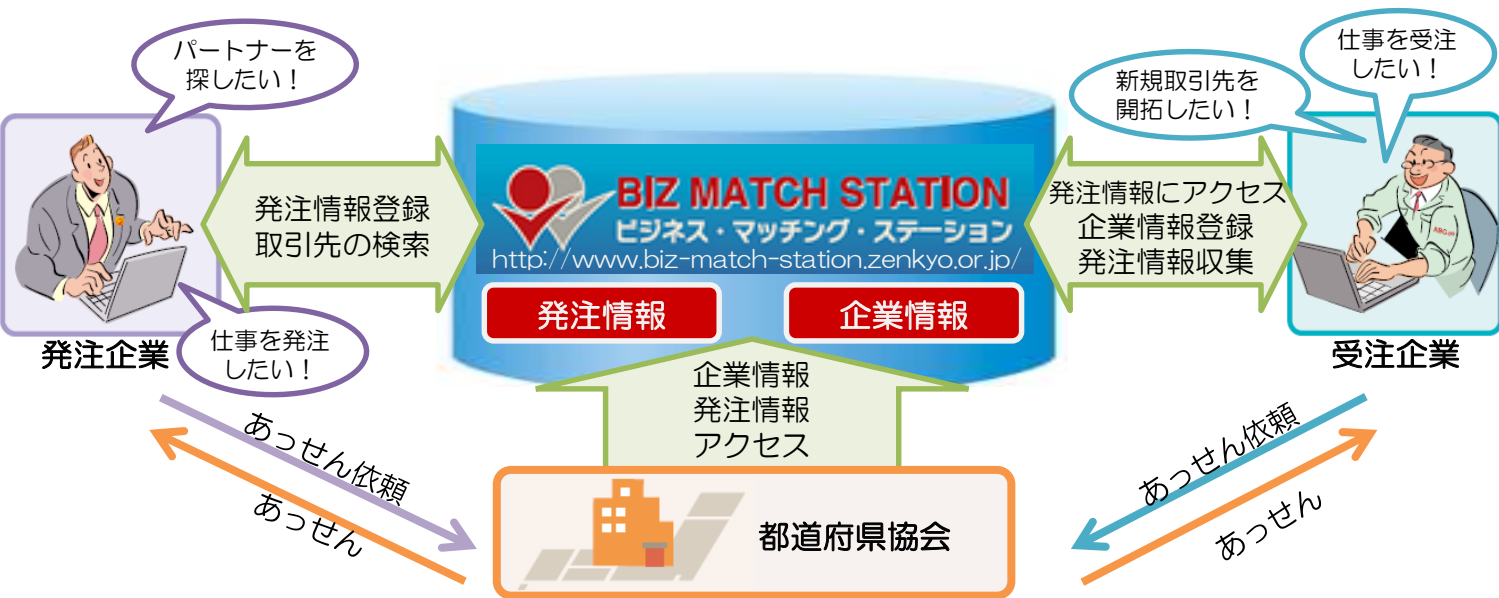 パートナーを
探したい！
仕事を受注
したい！
新規取引先を
開拓したい！
発注情報登録
取引先の検索
BIZ MATCH STATION
ビジネス・マッチング・ステーション
http://www.biz-match-station.zenkyo.or.jp/
発注情報にアクセス
企業情報登録
発注情報収集
発注情報
企業情報
発注企業
仕事を発注
したい！
受注企業
企業情報
発注情報
アクセス
あっせん依頼
あっせん
あっせん依頼
あっせん
都道府県協会